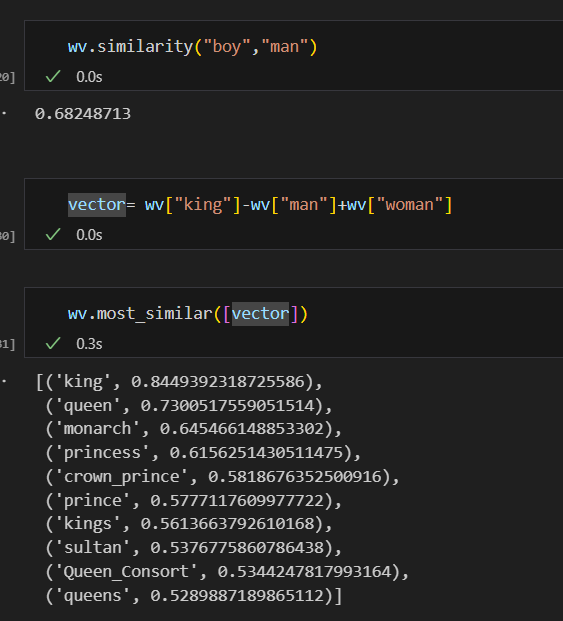 wv.similarity("boy","man")
20]
0.0s
0.68248713
vector= wv["king"]-wv["man"]+wv["woman"]
30]
0.0s
wv.most_similar([vector])
31]
0.3s
[('king', 0.8449392318725586),
('queen', 0.7300517559051514),
('monarch', 0.645466148853302),
('princess', 0.6156251430511475),
('crown_prince', 0.5818676352500916),
('prince', 0.5777117609977722),
('kings', 0.5613663792610168),
('sultan', 0.5376775860786438),
('Queen_Consort', 0.5344247817993164),
('queens', 0.5289887189865112)]